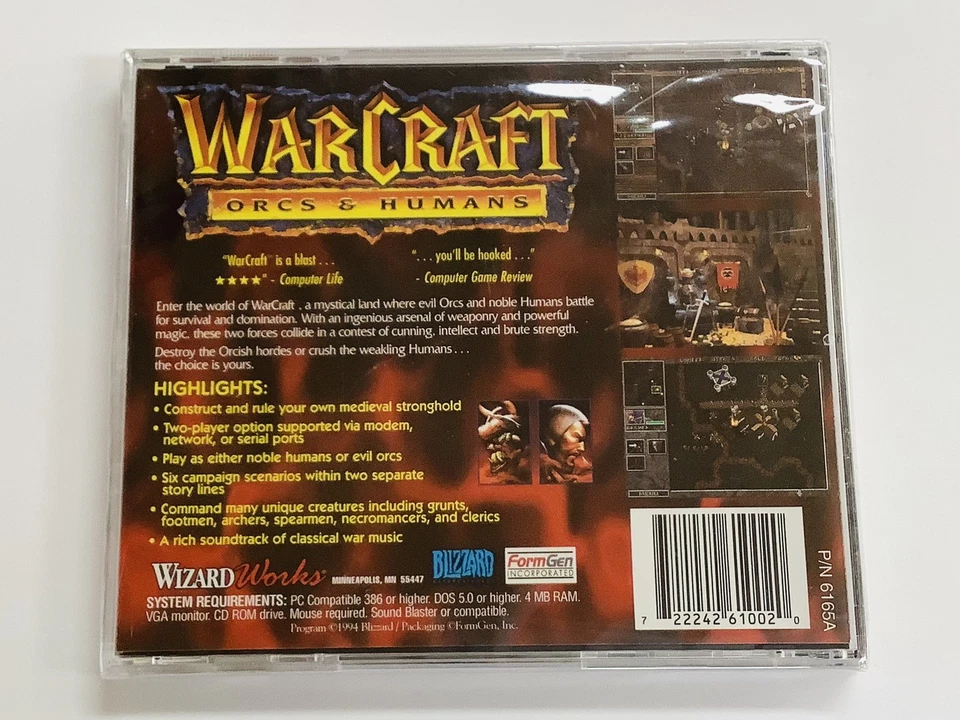 WARCRAFT
ORCS & HUMANS
"WarCraft is a blast . . .
★★★★" - Computer Life
". . . you'll be hooked . . ."
- Computer Game Review
Enter the world of WarCraft , a mystical land where evil Orcs and noble Humans battle
for survival and domination. With an ingenious arsenal of weaponry and powerful
magic, these two forces collide in a contest of cunning, intellect and brute strength.
Destroy the Orcish hordes or crush the weakling Humans . . .
the choice is yours.
HIGHLIGHTS:
• Construct and rule your own medieval stronghold
• Two-player option supported via modem,
network, or serial ports
• Play as either noble humans or evil orcs
• Six campaign scenarios within two separate
story lines
• Command many unique creatures including grunts,
footmen, archers, spearmen, necromancers, and clerics
• A rich soundtrack of classical war music
WIZARDWorks®
MINNEAPOLIS, MN 55447
BLIZZARD
FormGen
INCORPORATED
SYSTEM REQUIREMENTS: PC Compatible 386 or higher. DOS 5.0 or higher. 4 MB RAM.
VGA monitor. CD ROM drive. Mouse required. Sound Blaster or compatible.
Program ©1994 Blizzard / Packaging ©FormGen, Inc.
7 22242 61002 0
P/N 6165A